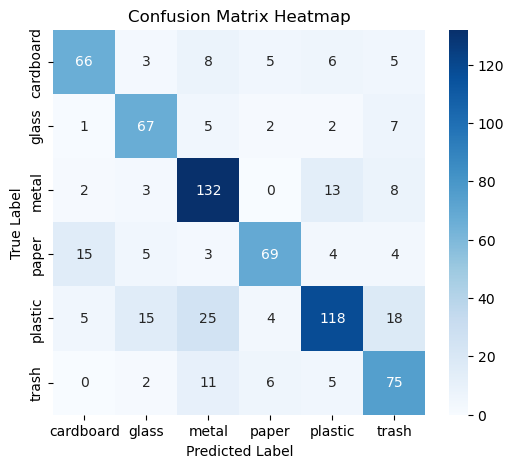 Confusion Matrix Heatmap
True Label
cardboard 66 3 8 5 6 5
glass 1 67 5 2 2 7
metal 2 3 132 0 13 8
paper 15 5 3 69 4 4
plastic 5 15 25 4 118 18
trash 0 2 11 6 5 75
cardboard glass metal paper plastic trash
Predicted Label
120
100
80
60
40
20
0